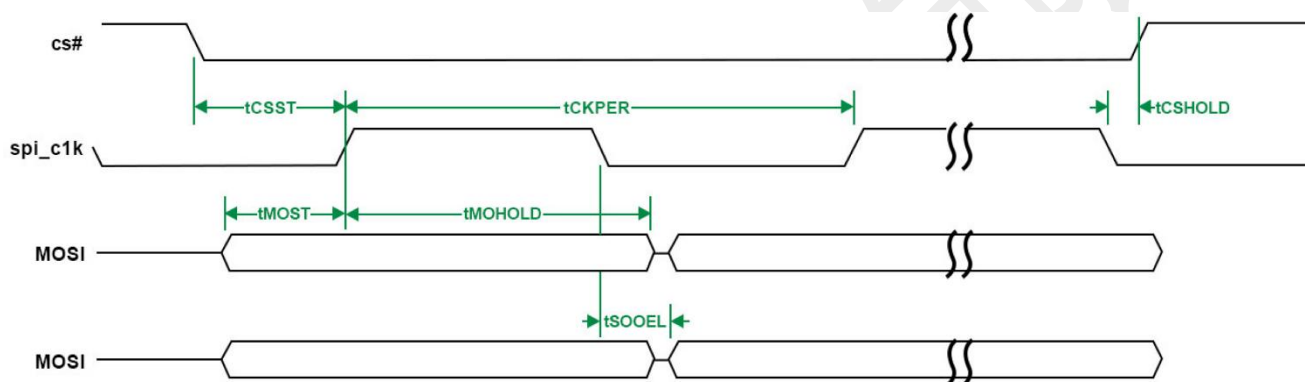 cs#
tCSST
tCKPER
tCSHOLD
spi_c1k
tMOST
tMOHOLD
MOSI
tSOOEL
MOSI